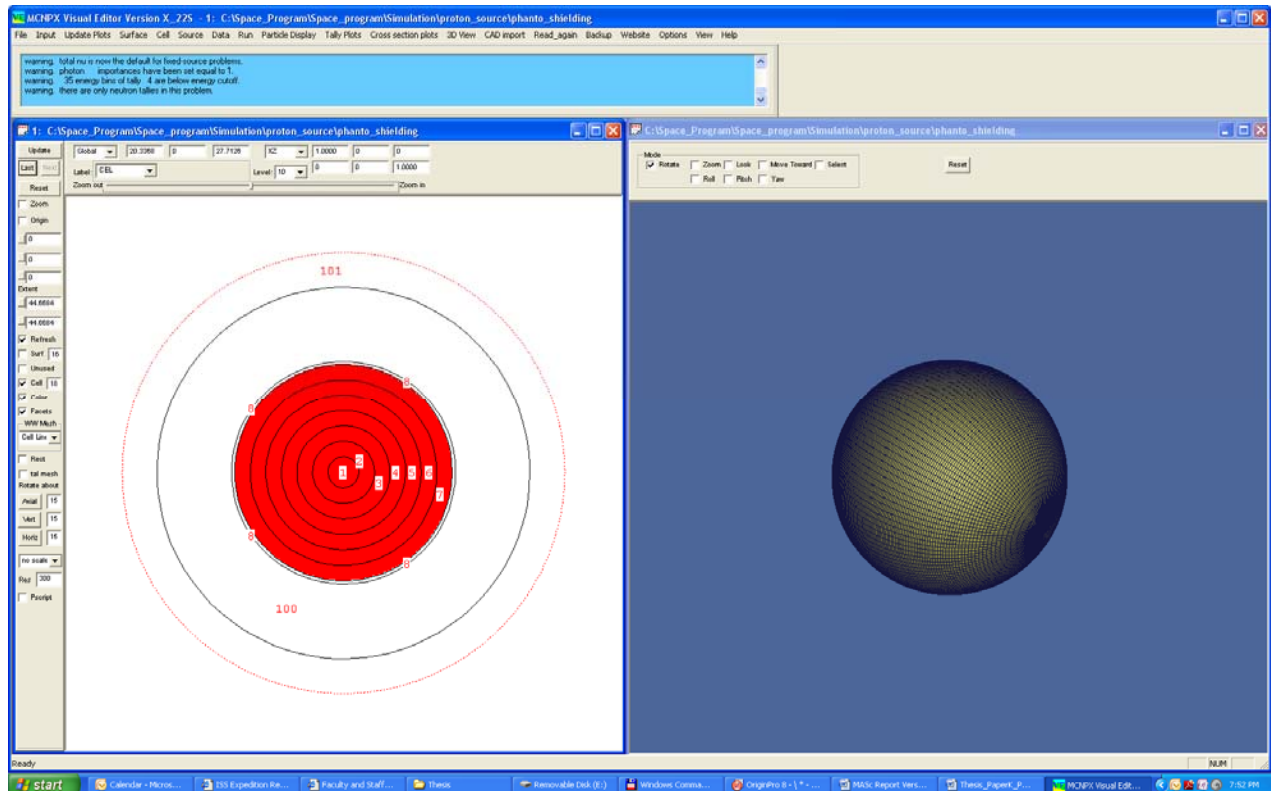 MCNPX Visual Editor Version X_22S - 1: C:\Space_Program\Space_program\Simulation\proton_source\phanto_shielding
File Input Update Plots Surface Cell Source Data Run Particle Display Tally Plots Cross section plots 3D View CAD import Read_again Backup Website Options View Help
warning. total nu is now the default for fixed-source problems.
warning. photon importances have been set equal to 1.
warning. 35 energy bins of tally 4 are below energy cutoff.
warning. there are only neutron tallies in this problem.
1: C:\Space_Program\Space_program\Simulation\proton_source\phanto_shielding
Update Global 20.3368 0 27.7126 XZ 1.0000 0 0
Last Label: CEL Level: 10 0 0 1.0000
Reset Zoom out Zoom in
Zoom
Origin
0
0
0
Extent
44.6684
44.6684
Refresh
Surf 16
Unused
Cell 18
Color
Facets
WW Mesh
Cell Line
Rect
tal mesh
Rotate about
Axial 15
Vert 15
Horiz 15
no scale
Res 300
Pscript
101
8 8
1 2 3 4 5 6 7
8 8
100
C:\Space_Program\Space_program\Simulation\proton_source\phanto_shielding
Mode
Rotate Zoom Look Move Toward Select Reset
Roll Pitch Yaw
Ready NUM
start Calendar - Micros... ISS Expedition Re... Faculty and Staff... Thesis Removable Disk (E:) Windows Comma... OriginPro 8 - \ * - ... MASc Report Vers... Thesis_PaperK_P... MCNPX Visual Edit... 7:52 PM